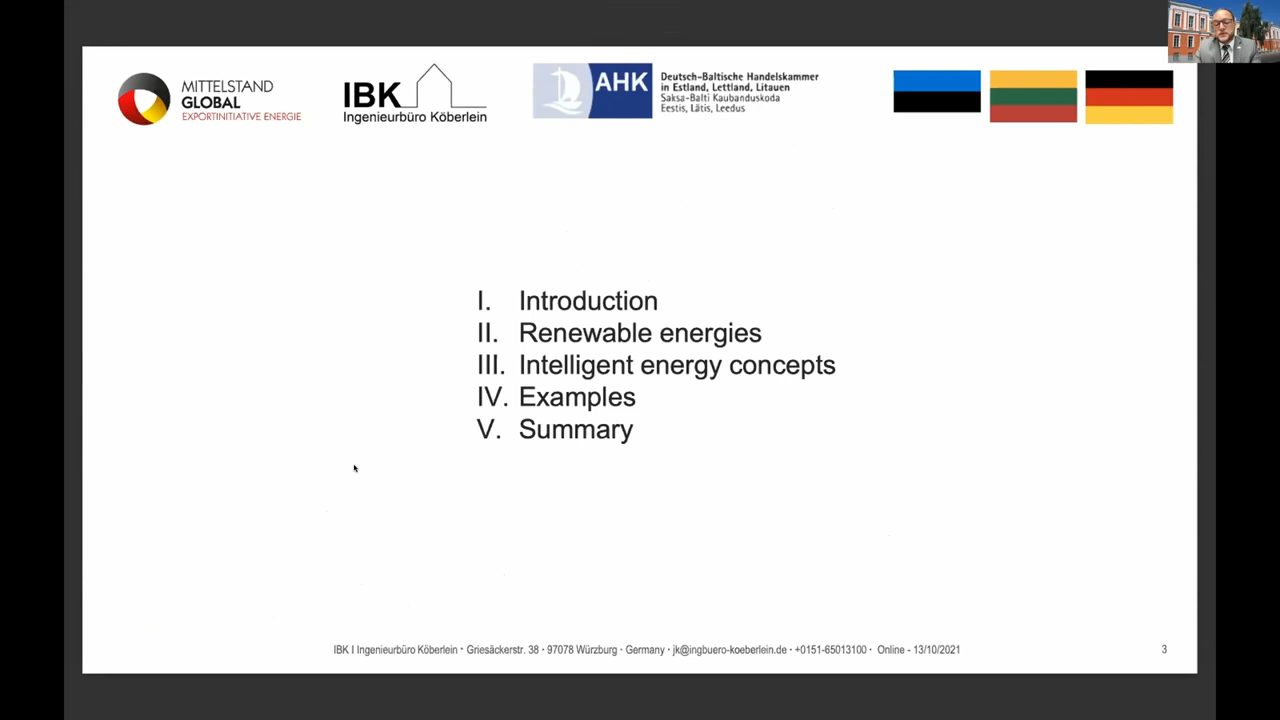 MITTELSTAND
GLOBAL
EXPORTINITIATIVE ENERGIE
IBK
Ingenieurbüro Köberlein
AHK
Deutsch-Baltische Handelskammer
in Estland, Lettland, Litauen
Saksa-Balti Kaubanduskoda
Eestis, Lätis, Leedus
I. Introduction
II. Renewable energies
III. Intelligent energy concepts
IV. Examples
V. Summary
IBK I Ingenieurbüro Köberlein · Griesäckerstr. 38 · 97078 Würzburg · Germany · jk@ingbuero-koeberlein.de · +0151-65013100 · Online - 13/10/2021
3